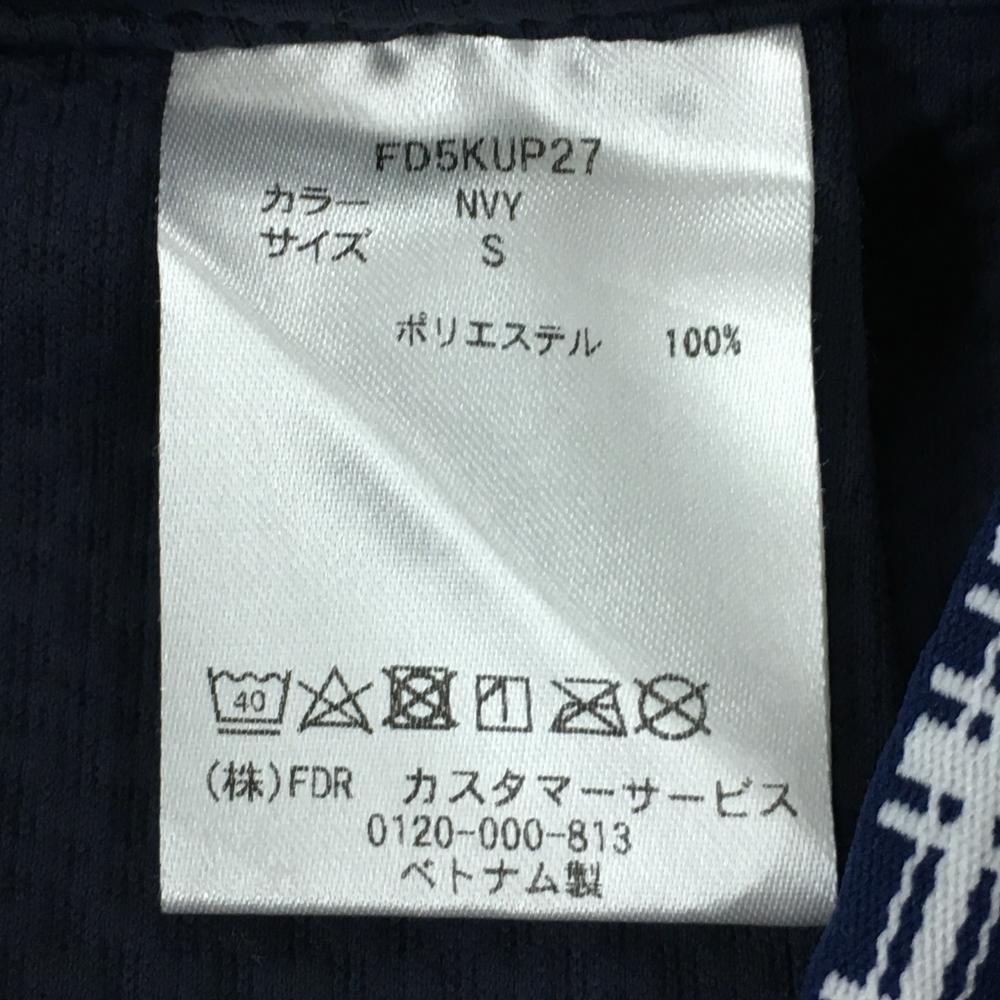 FD5KUP27
カラー NVY
サイズ S
ポリエステル 100%
40
(株)FDR カスタマーサービス
0120-000-813
ベトナム製